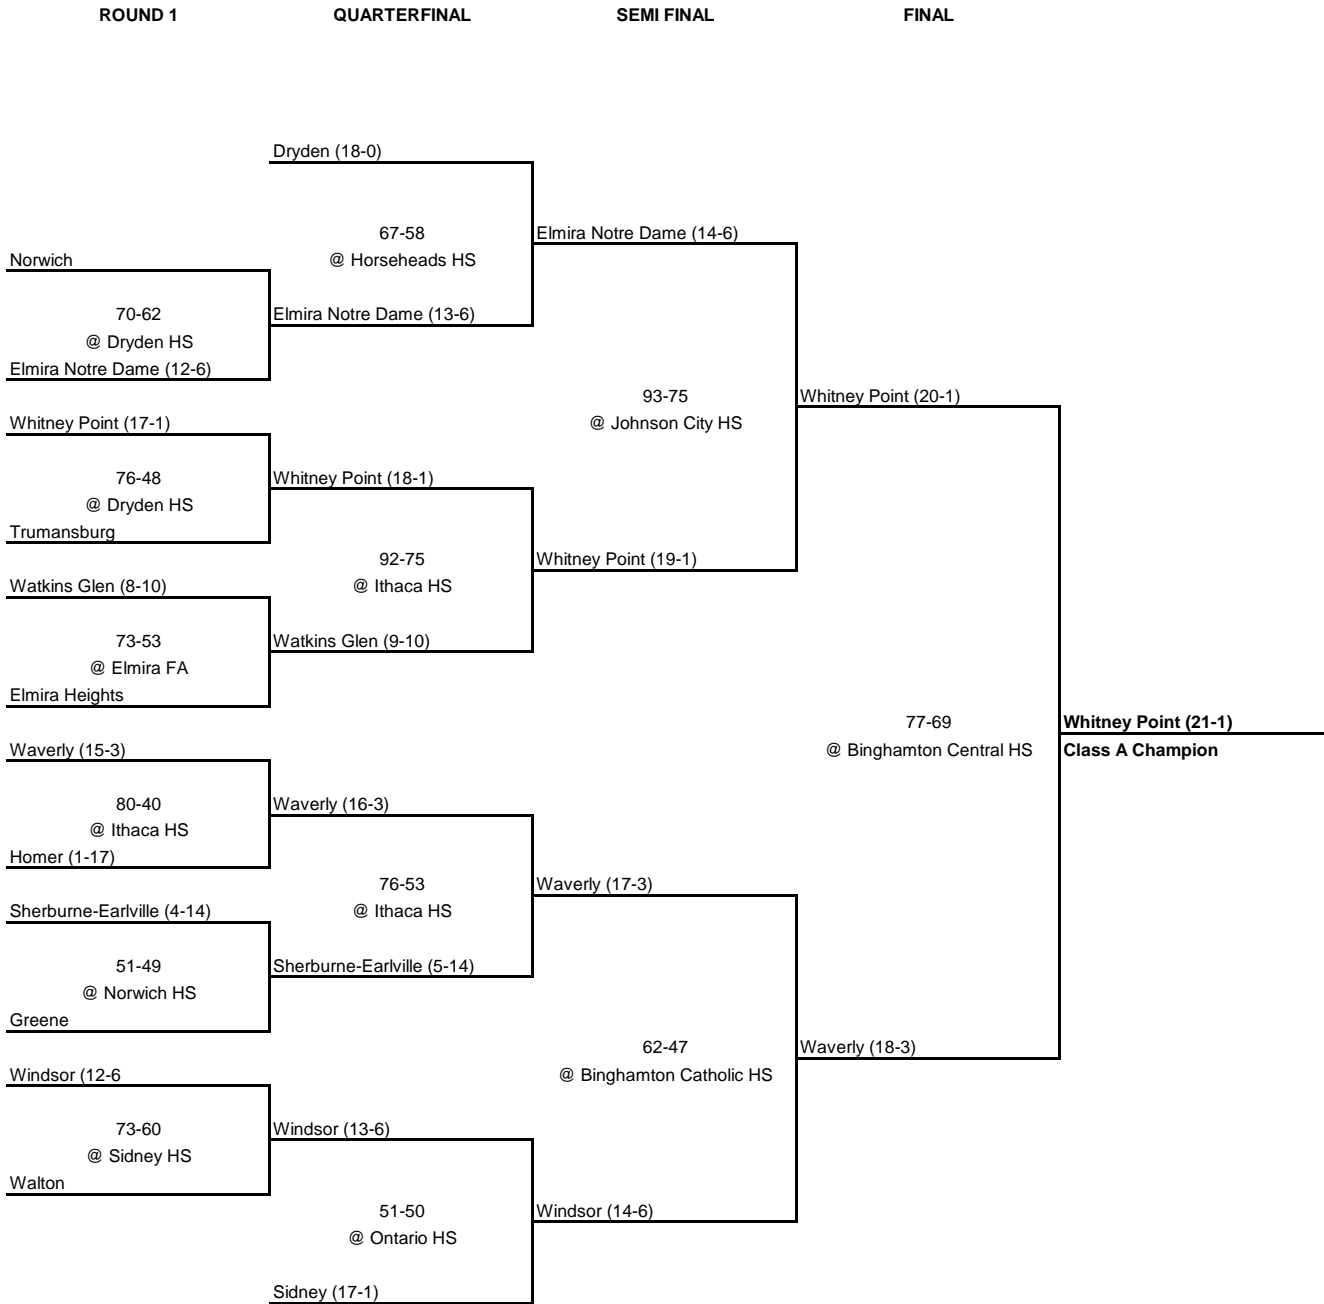 ROUND 1 QUARTERFINAL SEMI FINAL FINAL
Dryden (18-0)
67-58
@ Horseheads HS
Elmira Notre Dame (14-6)
Norwich
70-62
@ Dryden HS
Elmira Notre Dame (13-6)
Elmira Notre Dame (12-6)
93-75
@ Johnson City HS
Whitney Point (20-1)
Whitney Point (17-1)
76-48
@ Dryden HS
Whitney Point (18-1)
Trumansburg
92-75
@ Ithaca HS
Whitney Point (19-1)
Watkins Glen (8-10)
73-53
@ Elmira FA
Watkins Glen (9-10)
Elmira Heights
77-69
@ Binghamton Central HS
Whitney Point (21-1)
Class A Champion
Waverly (15-3)
80-40
@ Ithaca HS
Waverly (16-3)
Homer (1-17)
76-53
@ Ithaca HS
Waverly (17-3)
Sherburne-Earlville (4-14)
51-49
@ Norwich HS
Sherburne-Earlville (5-14)
Greene
62-47
@ Binghamton Catholic HS
Waverly (18-3)
Windsor (12-6
73-60
@ Sidney HS
Windsor (13-6)
Walton
51-50
@ Ontario HS
Windsor (14-6)
Sidney (17-1)